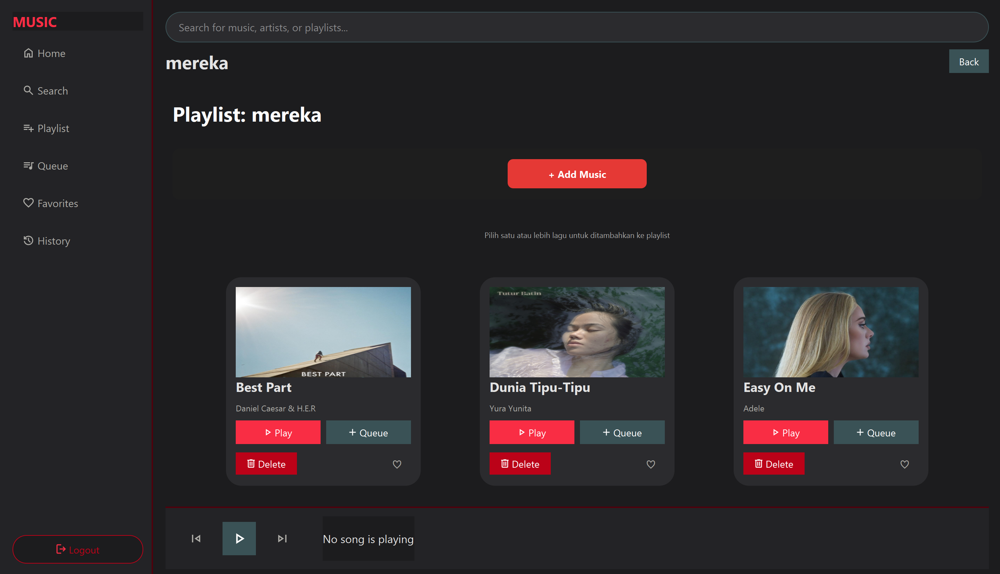 MUSIC
Home
Search
Playlist
Queue
Favorites
History
Logout
Search for music, artists, or playlists...
mereka
Back
Playlist: mereka
+ Add Music
Pilih satu atau lebih lagu untuk ditambahkan ke playlist
BEST PART
Best Part
Daniel Caesar & H.E.R
Play
+ Queue
Delete
Tutur Batin
Dunia Tipu-Tipu
Yura Yunita
Play
+ Queue
Delete
Easy On Me
Adele
Play
+ Queue
Delete
No song is playing